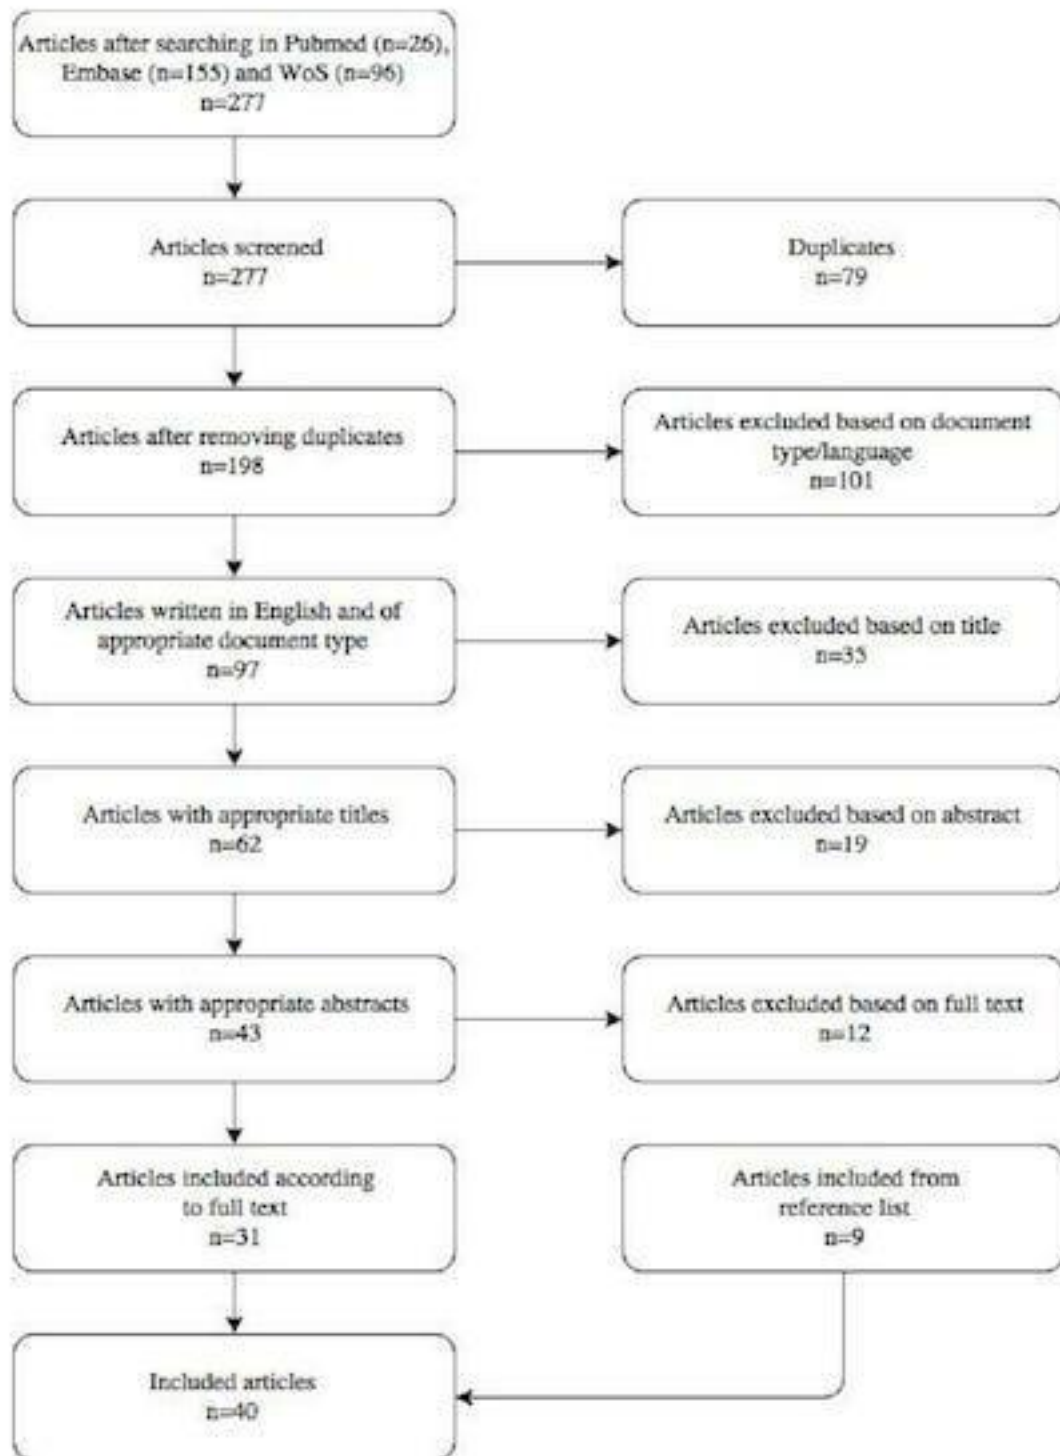 Articles after searching in Pubmed (n=26),
Embase (n=155) and WoS (n=96)
n=277
Articles screened
n=277
Duplicates
n=79
Articles after removing duplicates
n=198
Articles excluded based on document
type/language
n=101
Articles written in English and of
appropriate document type
n=97
Articles excluded based on title
n=35
Articles with appropriate titles
n=62
Articles excluded based on abstract
n=19
Articles with appropriate abstracts
n=43
Articles excluded based on full text
n=12
Articles included according
to full text
n=31
Articles included from
reference list
n=9
Included articles
n=40